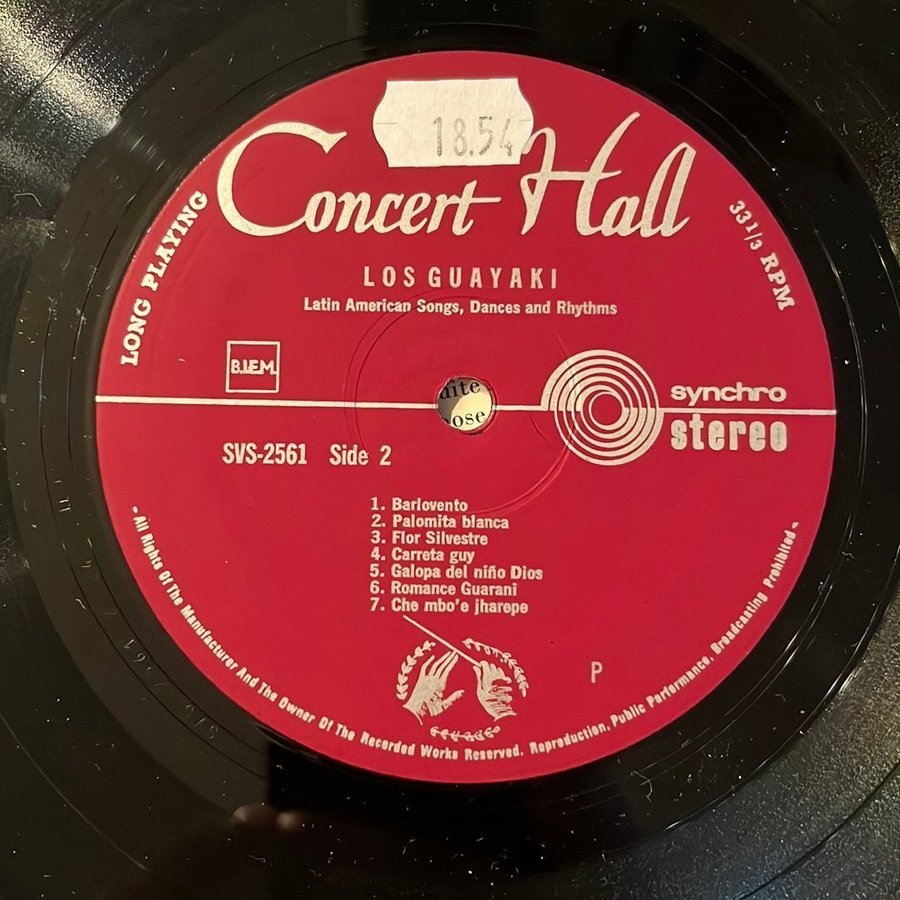 18.54
Concert Hall
LONG PLAYING
33 1/3 RPM
LOS GUAYAKI
Latin American Songs, Dances and Rhythms
B.I.E.M.
synchro
stereo
SVS-2561 Side 2
1. Barlovento
2. Palomita blanca
3. Flor Silvestre
4. Carreta guy
5. Galopa del niño Dios
6. Romance Guarani
7. Che mbo'e jharepe
P
- All Rights Of The Manufacturer And The Owner Of The Recorded Works Reserved. Reproduction, Public Performance, Broadcasting Prohibited -